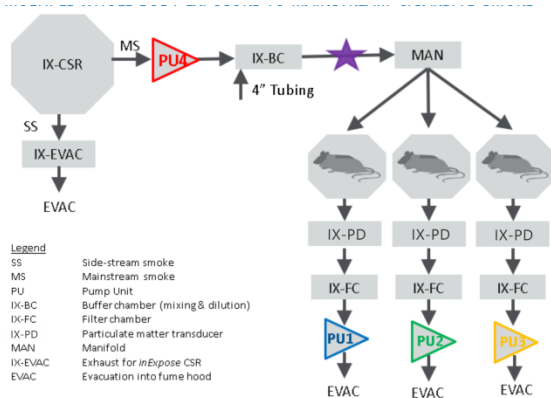 IX-CSR
MS
PU4
IX-BC
MAN
4” Tubing
SS
IX-EVAC
EVAC
IX-PD IX-PD IX-PD
IX-FC IX-FC IX-FC
PU1 PU2 PU3
EVAC EVAC EVAC
Legend
SS Side-stream smoke
MS Mainstream smoke
PU Pump Unit
IX-BC Buffer chamber (mixing & dilution)
IX-FC Filter chamber
IX-PD Particulate matter transducer
MAN Manifold
IX-EVAC Exhaust for inExpose CSR
EVAC Evacuation into fume hood